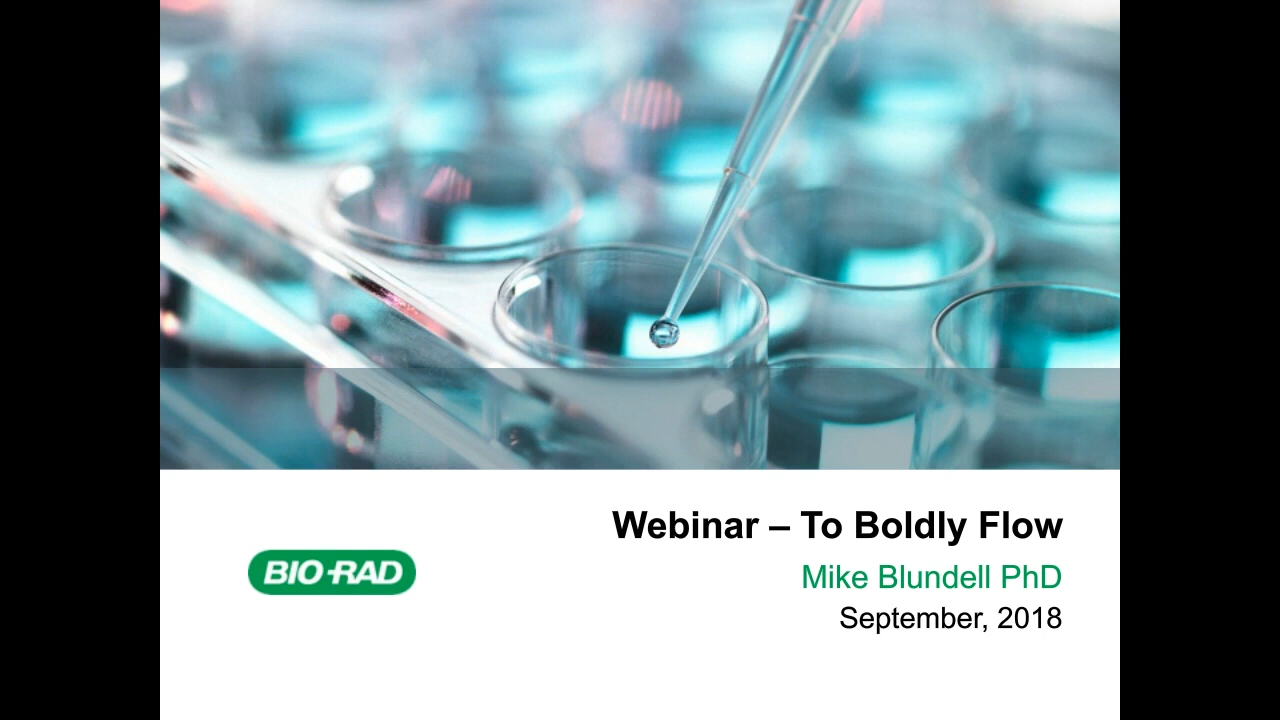 Webinar – To Boldly Flow
BIO-RAD
Mike Blundell PhD
September, 2018